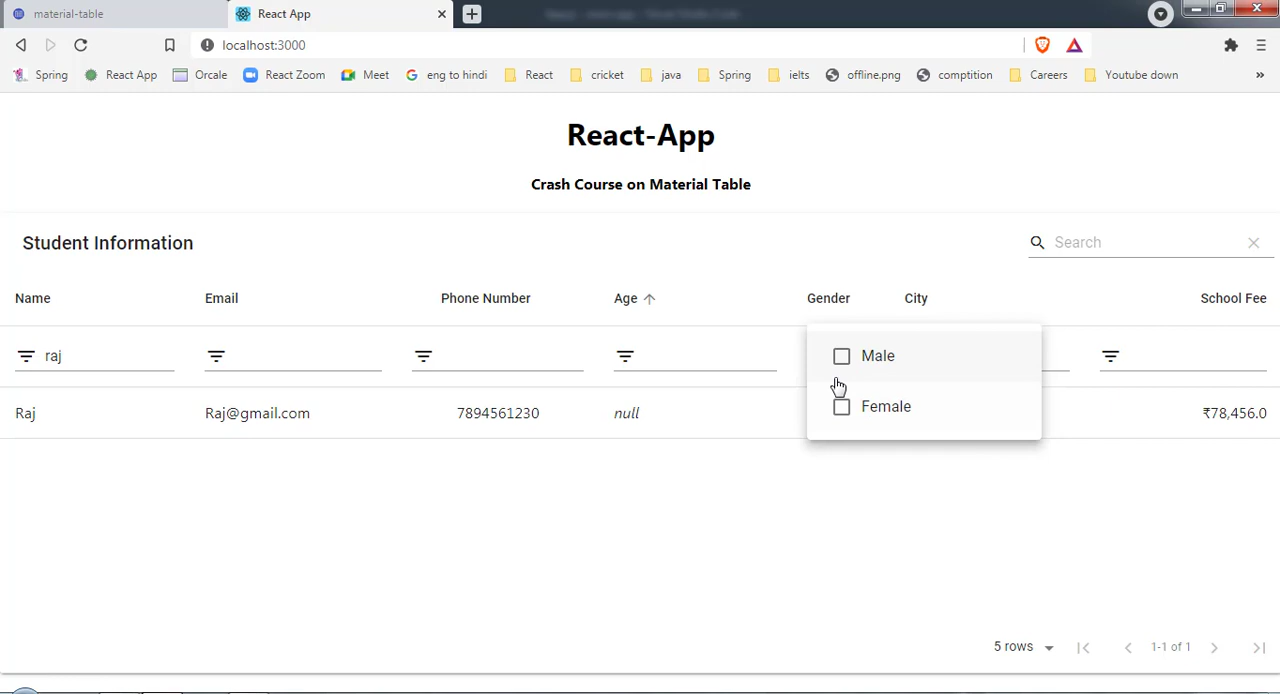 material-table
React App
localhost:3000
Spring
React App
Orcale
React Zoom
Meet
eng to hindi
React
cricket
java
Spring
ielts
offline.png
comptition
Careers
Youtube down
»
React-App
Crash Course on Material Table
Student Information
Search
Name Email Phone Number Age Gender City School Fee
raj
Male
Raj Raj@gmail.com 7894561230 null ₹78,456.0
Female
5 rows 1-1 of 1